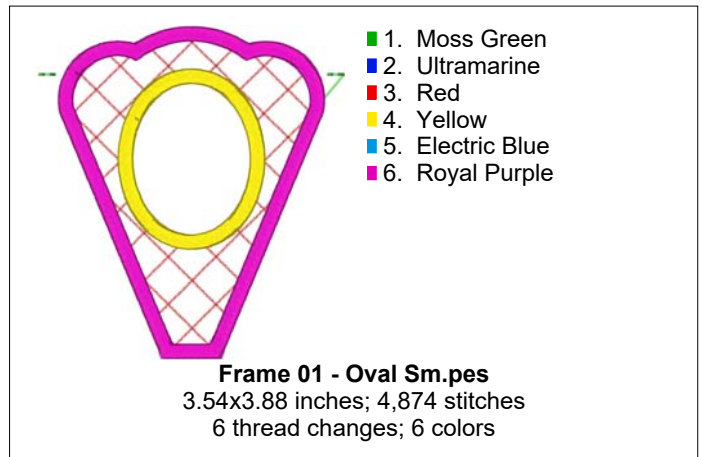 1. Moss Green
2. Ultramarine
3. Red
4. Yellow
5. Electric Blue
6. Royal Purple
Frame 01 - Oval Sm.pes
3.54x3.88 inches; 4,874 stitches
6 thread changes; 6 colors